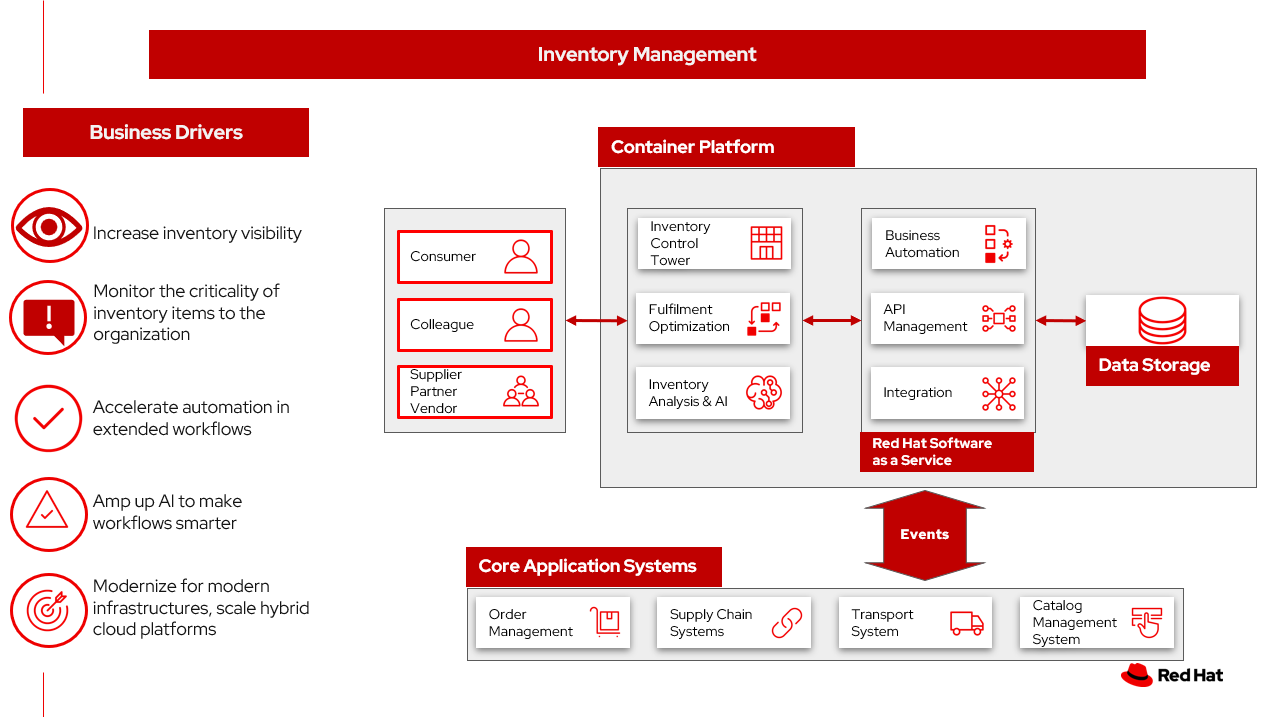 Inventory Management
Business Drivers
Increase inventory visibility
Monitor the criticality of
inventory items to the
organization
Accelerate automation in
extended workflows
Amp up AI to make
workflows smarter
Modernize for modern
infrastructures, scale hybrid
cloud platforms
Container Platform
Consumer
Colleague
Supplier
Partner
Vendor
Inventory
Control
Tower
Fulfilment
Optimization
Inventory
Analysis & AI
Business
Automation
API
Management
Integration
Red Hat Software
as a Service
Data Storage
Events
Core Application Systems
Order
Management
Supply Chain
Systems
Transport
System
Catalog
Management
System
Red Hat